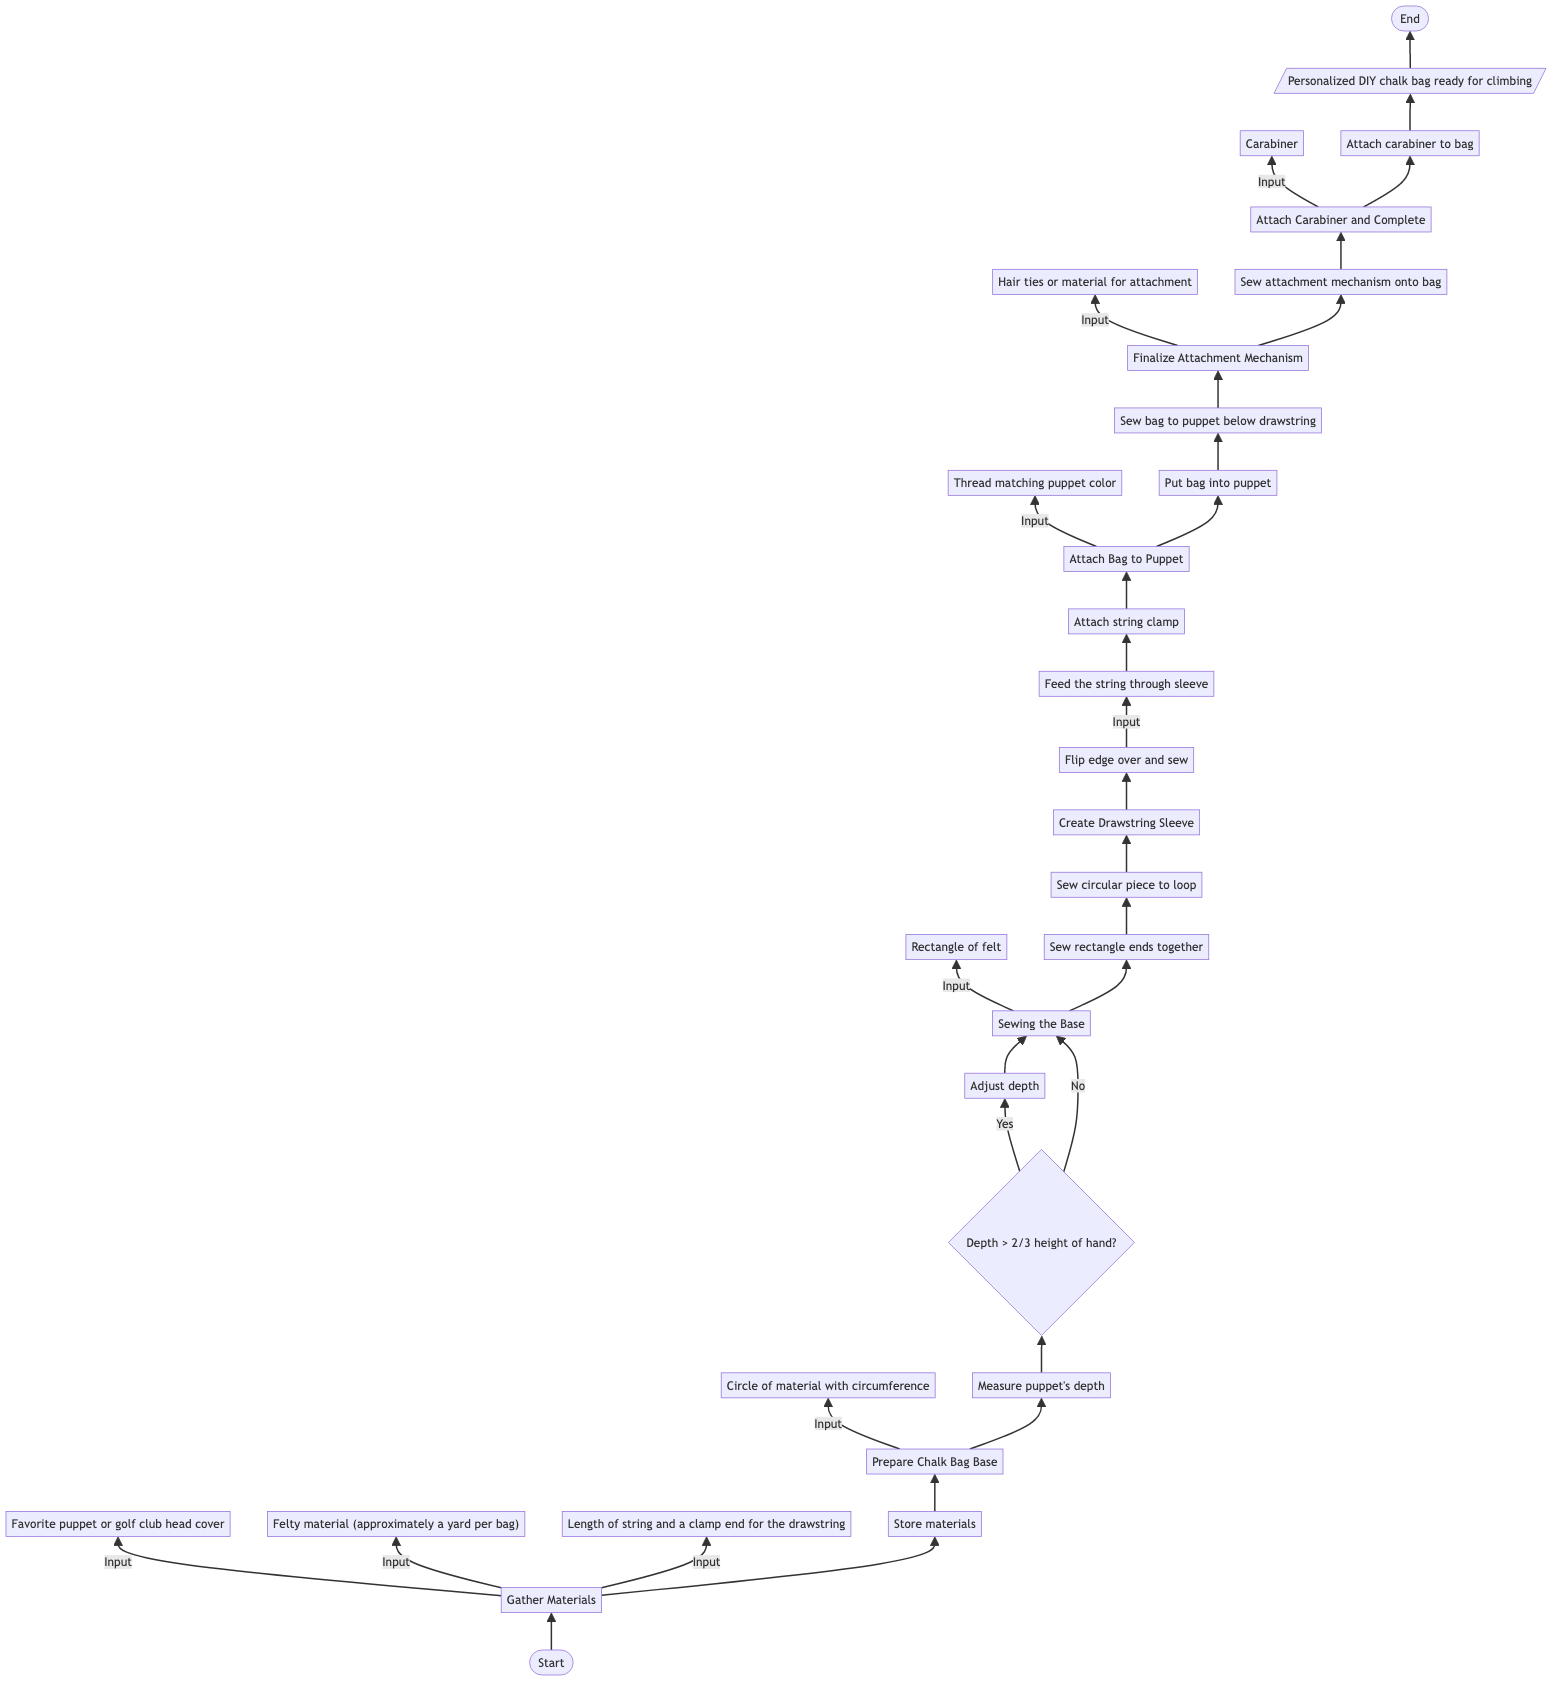 End
Personalized DIY chalk bag ready for climbing
Carabiner
Attach carabiner to bag
Input
Attach Carabiner and Complete
Hair ties or material for attachment
Sew attachment mechanism onto bag
Input
Finalize Attachment Mechanism
Sew bag to puppet below drawstring
Thread matching puppet color
Put bag into puppet
Input
Attach Bag to Puppet
Attach string clamp
Feed the string through sleeve
Input
Flip edge over and sew
Create Drawstring Sleeve
Sew circular piece to loop
Rectangle of felt
Sew rectangle ends together
Input
Sewing the Base
Adjust depth
No
Yes
Depth > 2/3 height of hand?
Circle of material with circumference
Measure puppet's depth
Input
Prepare Chalk Bag Base
Favorite puppet or golf club head cover
Felty material (approximately a yard per bag)
Length of string and a clamp end for the drawstring
Store materials
Input
Input
Input
Gather Materials
Start